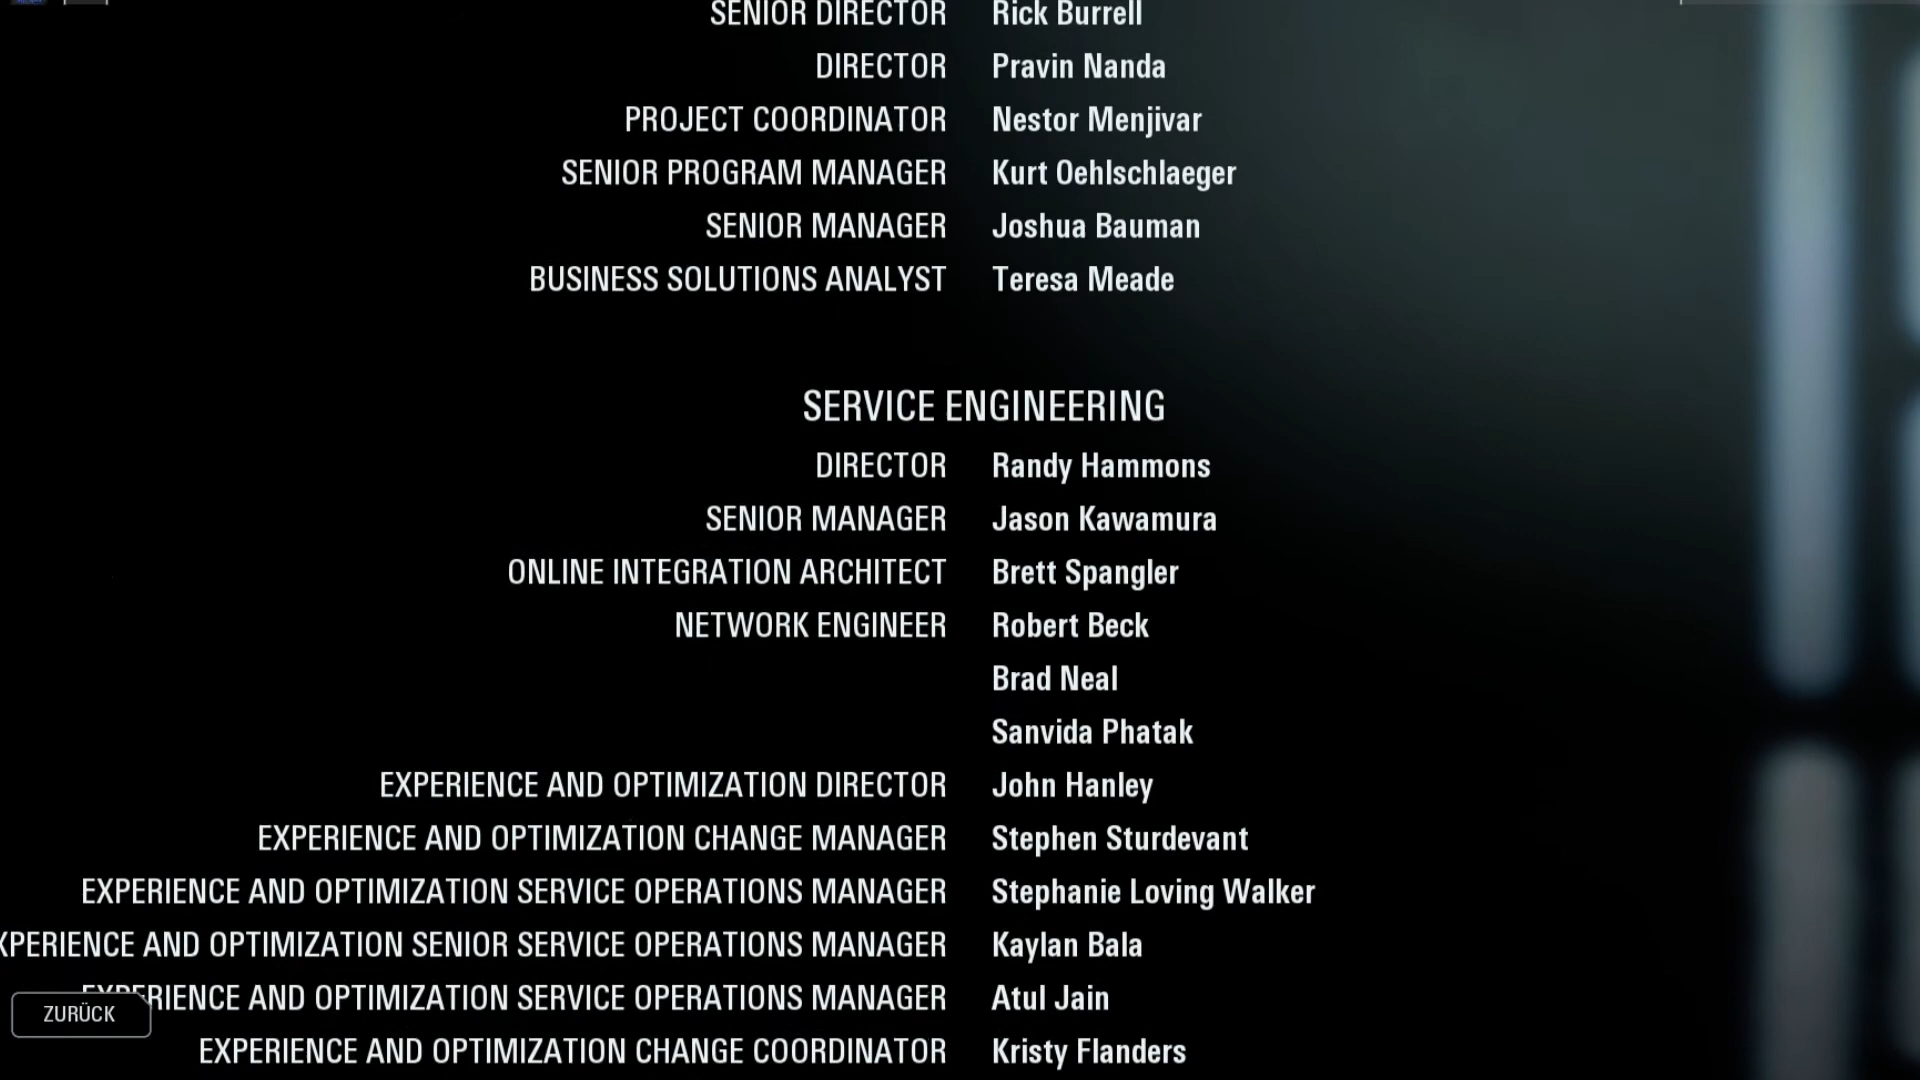 SENIOR DIRECTOR Rick Burrell
DIRECTOR Pravin Nanda
PROJECT COORDINATOR Nestor Menjivar
SENIOR PROGRAM MANAGER Kurt Oehlschlaeger
SENIOR MANAGER Joshua Bauman
BUSINESS SOLUTIONS ANALYST Teresa Meade
SERVICE ENGINEERING
DIRECTOR Randy Hammons
SENIOR MANAGER Jason Kawamura
ONLINE INTEGRATION ARCHITECT Brett Spangler
NETWORK ENGINEER Robert Beck
Brad Neal
Sanvida Phatak
EXPERIENCE AND OPTIMIZATION DIRECTOR John Hanley
EXPERIENCE AND OPTIMIZATION CHANGE MANAGER Stephen Sturdevant
EXPERIENCE AND OPTIMIZATION SERVICE OPERATIONS MANAGER Stephanie Loving Walker
XPERIENCE AND OPTIMIZATION SENIOR SERVICE OPERATIONS MANAGER Kaylan Bala
EXPERIENCE AND OPTIMIZATION SERVICE OPERATIONS MANAGER Atul Jain
ZURÜCK
EXPERIENCE AND OPTIMIZATION CHANGE COORDINATOR Kristy Flanders